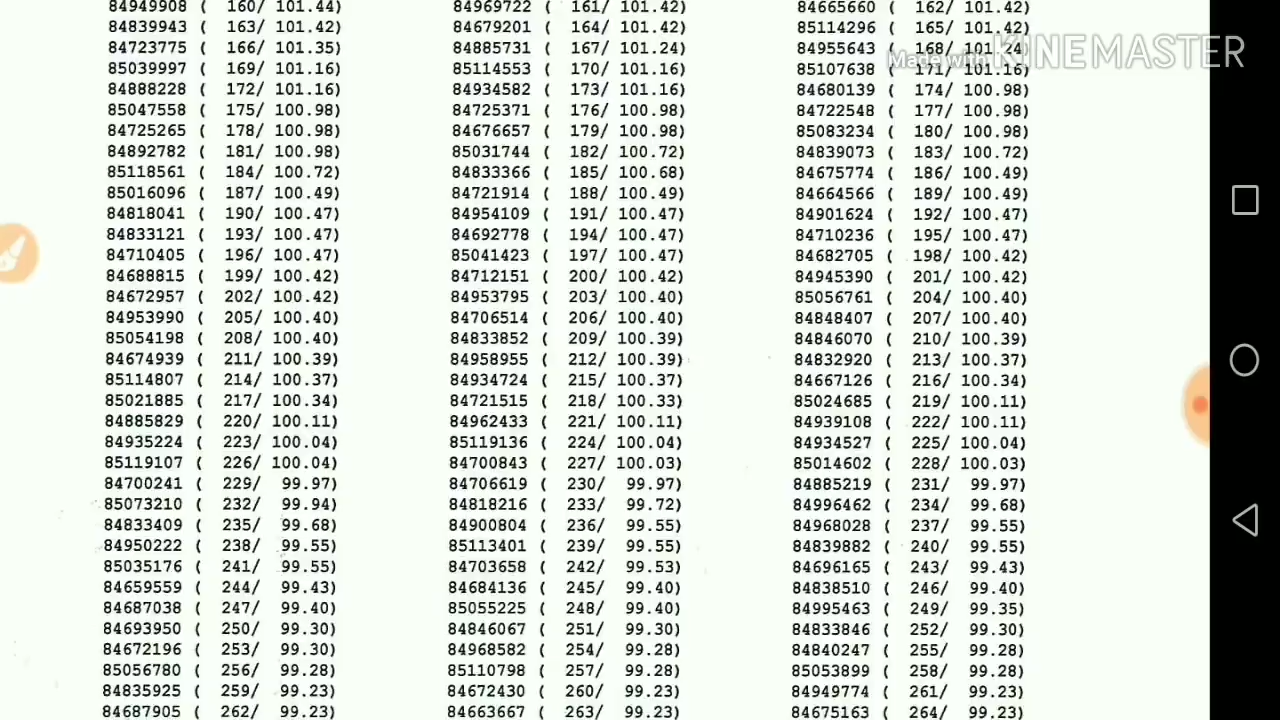 84949908 ( 160/ 101.44) 84969722 ( 161/ 101.42) 84665660 ( 162/ 101.42)
84839943 ( 163/ 101.42) 84679201 ( 164/ 101.42) 85114296 ( 165/ 101.42)
84723775 ( 166/ 101.35) 84885731 ( 167/ 101.24) 84955643 ( 168/ 101.24)
Made with KINEMASTER
85039997 ( 169/ 101.16) 85114553 ( 170/ 101.16) 85107638 ( 171/ 101.16)
84888228 ( 172/ 101.16) 84934582 ( 173/ 101.16) 84680139 ( 174/ 100.98)
85047558 ( 175/ 100.98) 84725371 ( 176/ 100.98) 84722548 ( 177/ 100.98)
84725265 ( 178/ 100.98) 84676657 ( 179/ 100.98) 85083234 ( 180/ 100.98)
84892782 ( 181/ 100.98) 85031744 ( 182/ 100.72) 84839073 ( 183/ 100.72)
85118561 ( 184/ 100.72) 84833366 ( 185/ 100.68) 84675774 ( 186/ 100.49)
85016096 ( 187/ 100.49) 84721914 ( 188/ 100.49) 84664566 ( 189/ 100.49)
84818041 ( 190/ 100.47) 84954109 ( 191/ 100.47) 84901624 ( 192/ 100.47)
84833121 ( 193/ 100.47) 84692778 ( 194/ 100.47) 84710236 ( 195/ 100.47)
84710405 ( 196/ 100.47) 85041423 ( 197/ 100.47) 84682705 ( 198/ 100.42)
84688815 ( 199/ 100.42) 84712151 ( 200/ 100.42) 84945390 ( 201/ 100.42)
84672957 ( 202/ 100.42) 84953795 ( 203/ 100.40) 85056761 ( 204/ 100.40)
84953990 ( 205/ 100.40) 84706514 ( 206/ 100.40) 84848407 ( 207/ 100.40)
85054198 ( 208/ 100.40) 84833852 ( 209/ 100.39) 84846070 ( 210/ 100.39)
84674939 ( 211/ 100.39) 84958955 ( 212/ 100.39) 84832920 ( 213/ 100.37)
85114807 ( 214/ 100.37) 84934724 ( 215/ 100.37) 84667126 ( 216/ 100.34)
85021885 ( 217/ 100.34) 84721515 ( 218/ 100.33) 85024685 ( 219/ 100.11)
84885829 ( 220/ 100.11) 84962433 ( 221/ 100.11) 84939108 ( 222/ 100.11)
84935224 ( 223/ 100.04) 85119136 ( 224/ 100.04) 84934527 ( 225/ 100.04)
85119107 ( 226/ 100.04) 84700843 ( 227/ 100.03) 85014602 ( 228/ 100.03)
84700241 ( 229/ 99.97) 84706619 ( 230/ 99.97) 84885219 ( 231/ 99.97)
85073210 ( 232/ 99.94) 84818216 ( 233/ 99.72) 84996462 ( 234/ 99.68)
84833409 ( 235/ 99.68) 84900804 ( 236/ 99.55) 84968028 ( 237/ 99.55)
84950222 ( 238/ 99.55) 85113401 ( 239/ 99.55) 84839882 ( 240/ 99.55)
85035176 ( 241/ 99.55) 84703658 ( 242/ 99.53) 84696165 ( 243/ 99.43)
84659559 ( 244/ 99.43) 84684136 ( 245/ 99.40) 84838510 ( 246/ 99.40)
84687038 ( 247/ 99.40) 85055225 ( 248/ 99.40) 84995463 ( 249/ 99.35)
84693950 ( 250/ 99.30) 84846067 ( 251/ 99.30) 84833846 ( 252/ 99.30)
84672196 ( 253/ 99.30) 84968582 ( 254/ 99.28) 84840247 ( 255/ 99.28)
85056780 ( 256/ 99.28) 85110798 ( 257/ 99.28) 85053899 ( 258/ 99.28)
84835925 ( 259/ 99.23) 84672430 ( 260/ 99.23) 84949774 ( 261/ 99.23)
84687905 ( 262/ 99.23) 84663667 ( 263/ 99.23) 84675163 ( 264/ 99.23)